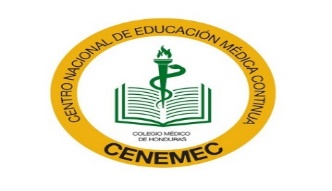 CENTRO NACIONAL DE EDUCACIÓN MÉDICA CONTINUA
COLEGIO MÉDICO
DE HONDURAS
CENEMEC